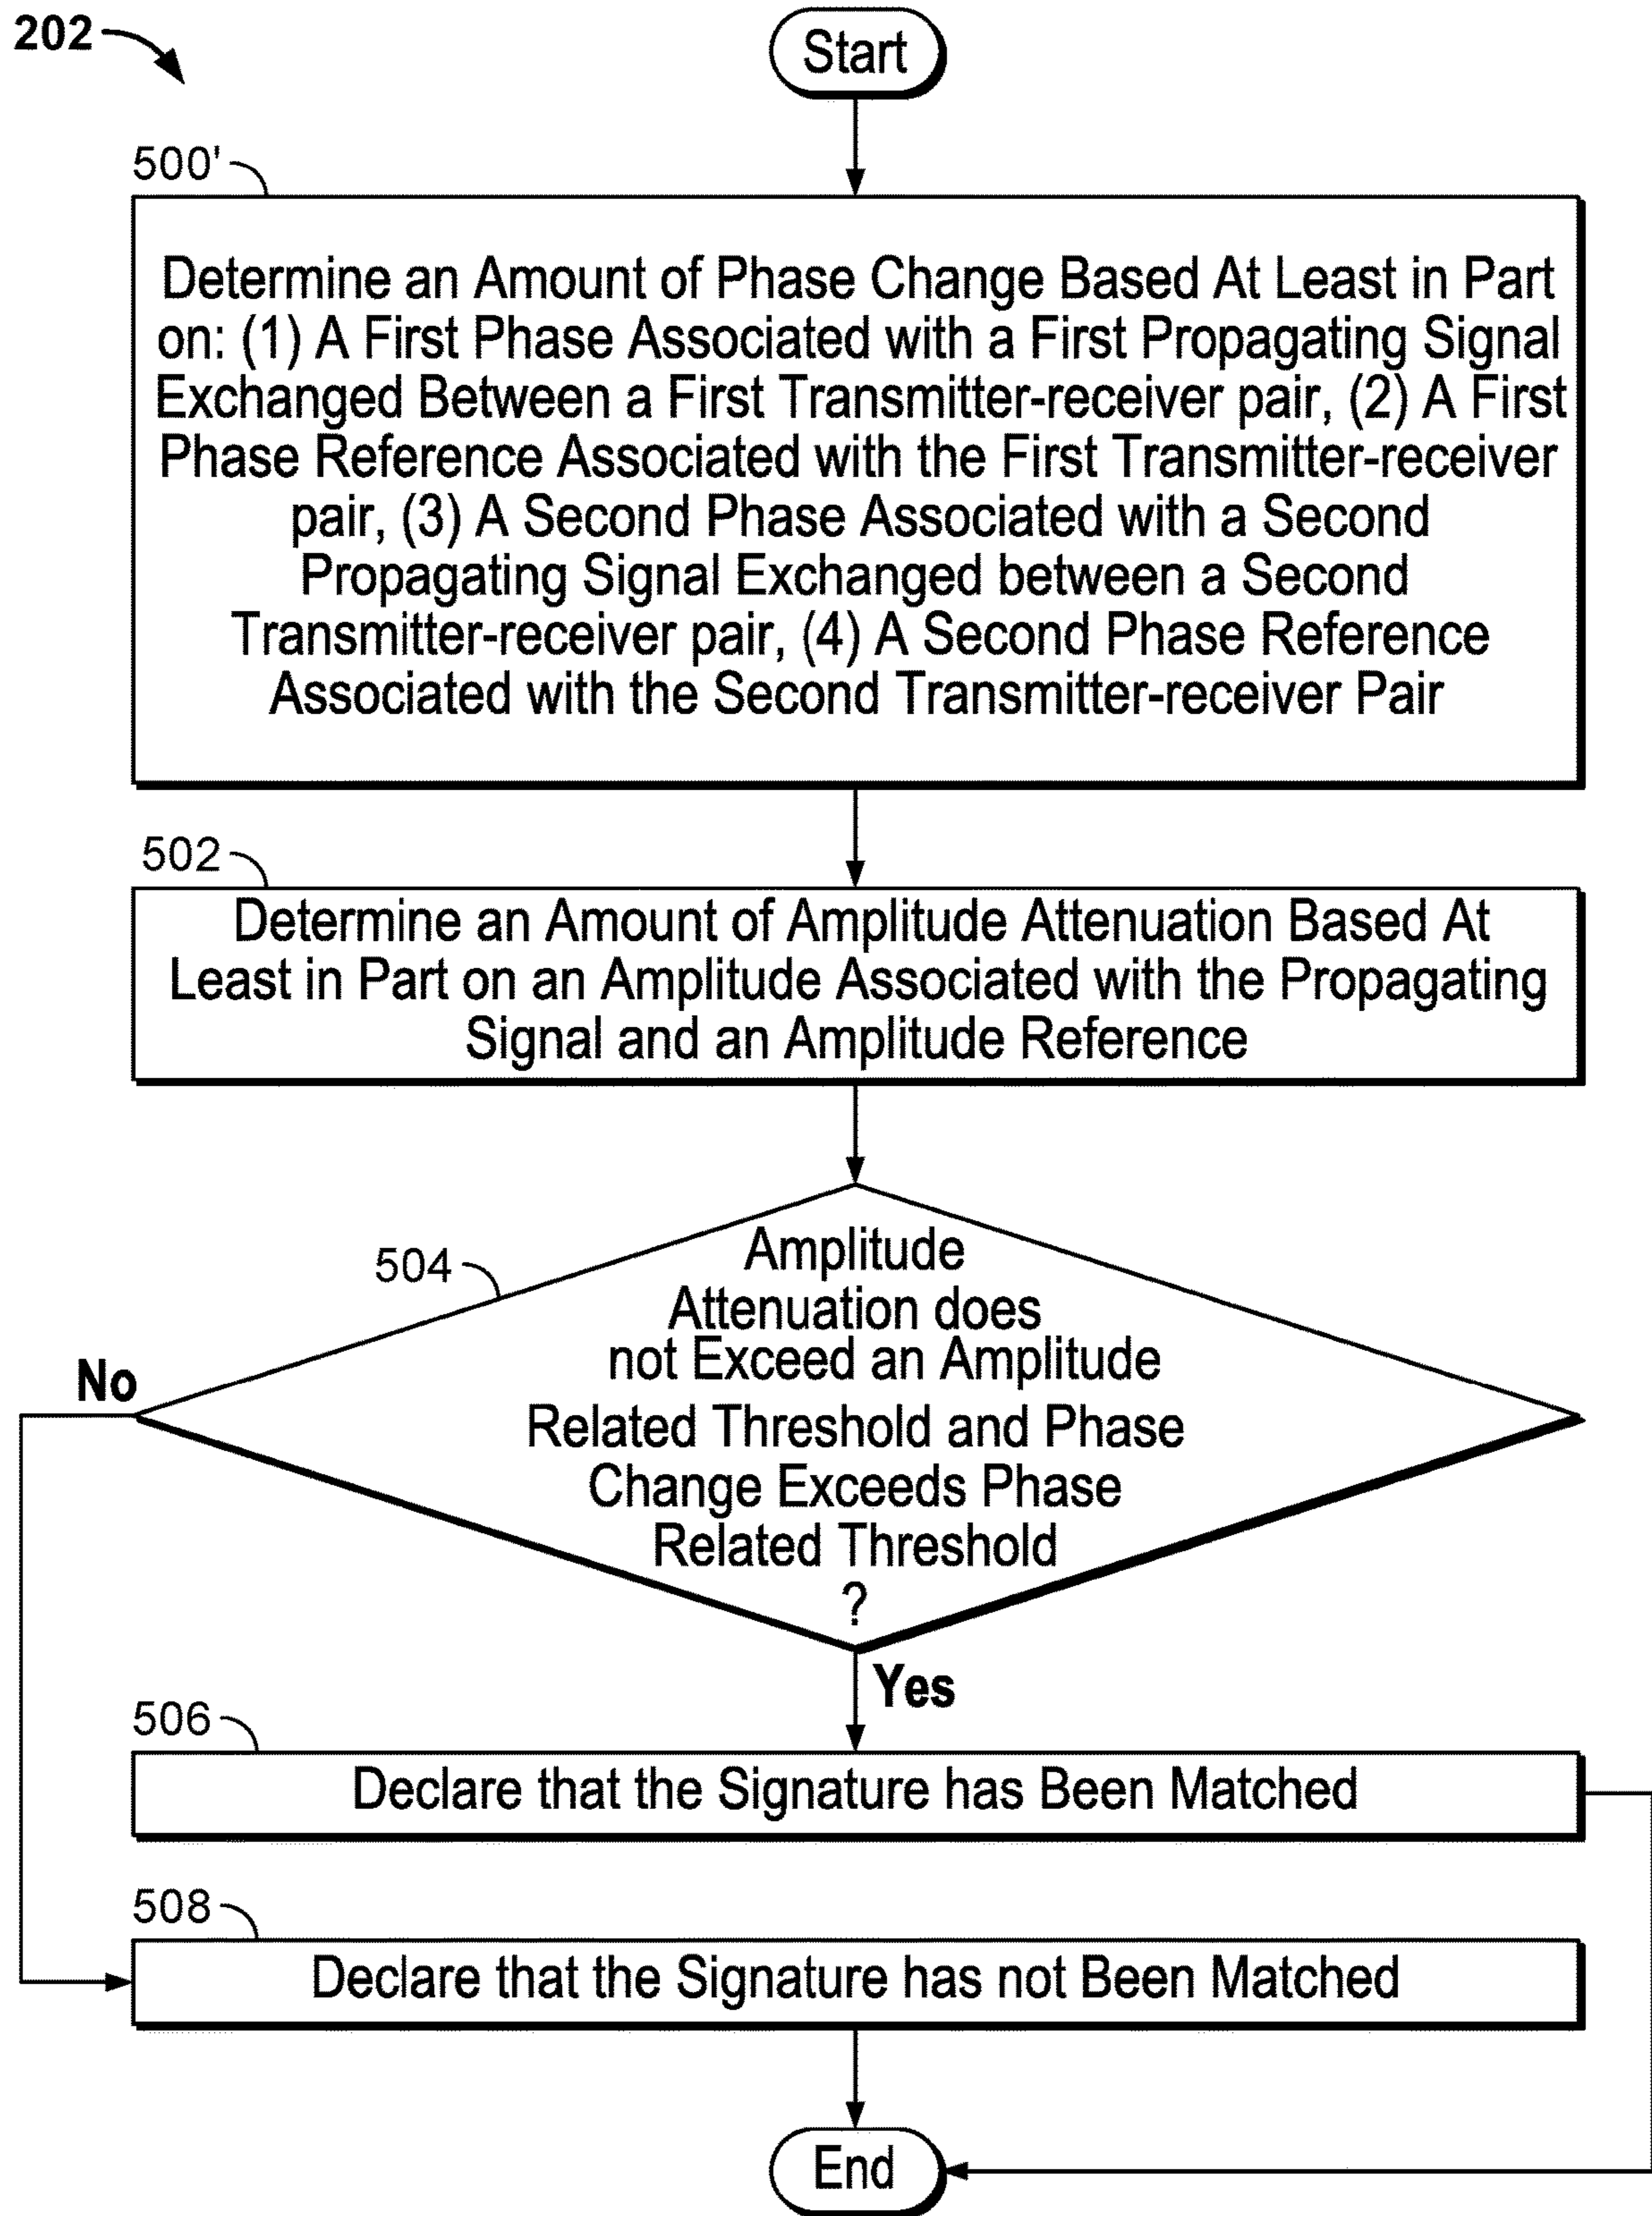 202
Start
500'
Determine an Amount of Phase Change Based At Least in Part
on: (1) A First Phase Associated with a First Propagating Signal
Exchanged Between a First Transmitter-receiver pair, (2) A First
Phase Reference Associated with the First Transmitter-receiver
pair, (3) A Second Phase Associated with a Second
Propagating Signal Exchanged between a Second
Transmitter-receiver pair, (4) A Second Phase Reference
Associated with the Second Transmitter-receiver Pair
502
Determine an Amount of Amplitude Attenuation Based At
Least in Part on an Amplitude Associated with the Propagating
Signal and an Amplitude Reference
504
Amplitude
Attenuation does
not Exceed an Amplitude
Related Threshold and Phase
Change Exceeds Phase
Related Threshold
?
No
Yes
506
Declare that the Signature has Been Matched
508
Declare that the Signature has not Been Matched
End